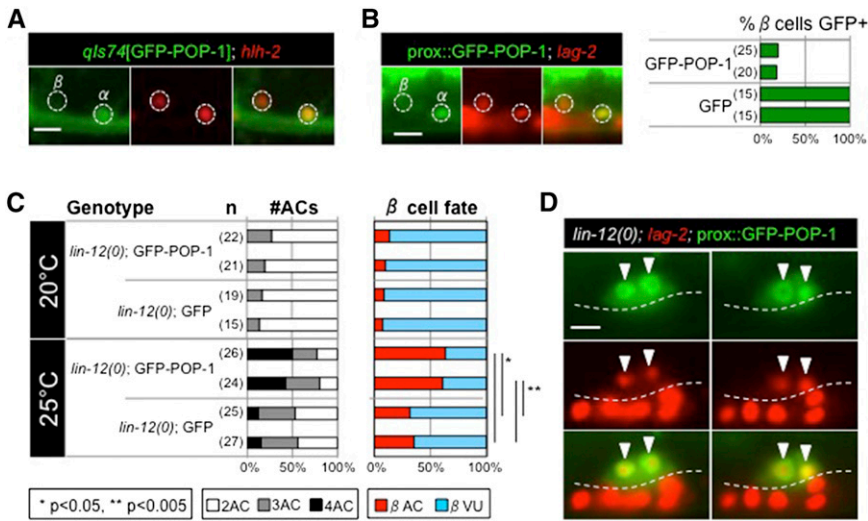 A
qIs74[GFP-POP-1]; hlh-2
β
α
B
prox::GFP-POP-1; lag-2
β
α
% β cells GFP+
GFP-POP-1
(25)
(20)
GFP
(15)
(15)
0% 50% 100%
C
Genotype n #ACs β cell fate
20°C
lin-12(0); GFP-POP-1
(22)
(21)
lin-12(0); GFP
(19)
(15)
25°C
lin-12(0); GFP-POP-1
(26)
(24)
lin-12(0); GFP
(25)
(27)
*
**
0% 50% 100%
0% 50% 100%
* p<0.05, ** p<0.005
2AC 3AC 4AC
β AC β VU
D
lin-12(0); lag-2; prox::GFP-POP-1